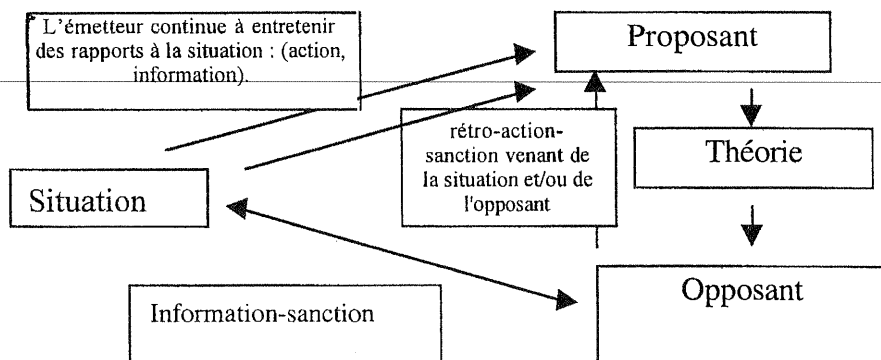 L'émetteur continue à entretenir
des rapports à la situation : (action,
information).
Proposant
rétro-action-
sanction venant de
la situation et/ou de
l'opposant
Théorie
Situation
Opposant
Information-sanction